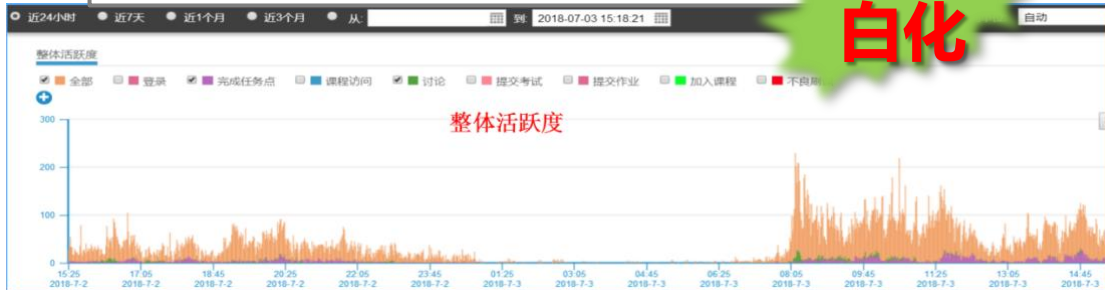 近24小时 近7天 近1个月 近3个月 从: 到: 2018-07-03 15:18:21 自动
白化
整体活跃度
全部 登录 完成任务点 课程访问 讨论 提交考试 提交作业 加入课程 不良
整体活跃度
300
200
100
0
15:25 17:05 18:45 20:25 22:05 23:45 01:25 03:05 04:45 06:25 08:05 09:45 11:25 13:05 14:45
2018-7-2 2018-7-2 2018-7-2 2018-7-2 2018-7-2 2018-7-2 2018-7-3 2018-7-3 2018-7-3 2018-7-3 2018-7-3 2018-7-3 2018-7-3 2018-7-3 2018-7-3